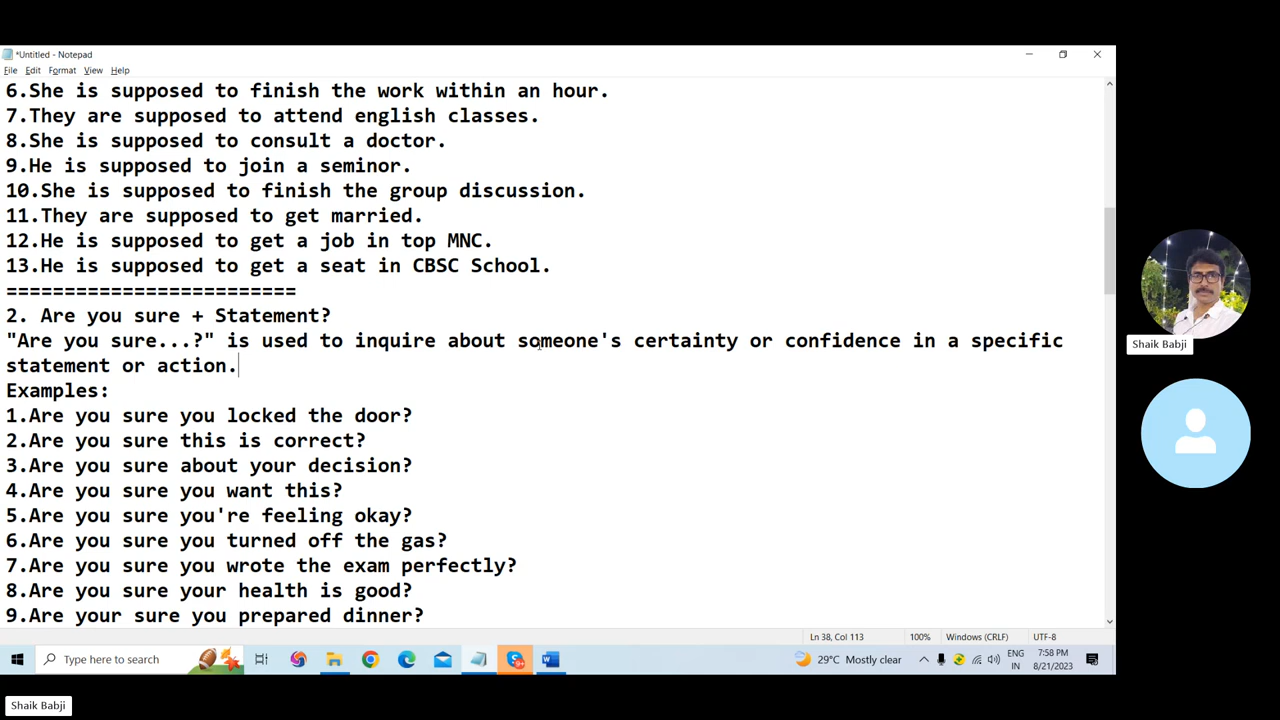 *Untitled - Notepad
File Edit Format View Help
6.She is supposed to finish the work within an hour.
7.They are supposed to attend english classes.
8.She is supposed to consult a doctor.
9.He is supposed to join a seminor.
10.She is supposed to finish the group discussion.
11.They are supposed to get married.
12.He is supposed to get a job in top MNC.
13.He is supposed to get a seat in CBSC School.
=========================
2. Are you sure + Statement?
"Are you sure...?" is used to inquire about someone's certainty or confidence in a specific
statement or action.
Examples:
1.Are you sure you locked the door?
2.Are you sure this is correct?
3.Are you sure about your decision?
4.Are you sure you want this?
5.Are you sure you're feeling okay?
6.Are you sure you turned off the gas?
7.Are you sure you wrote the exam perfectly?
8.Are you sure your health is good?
9.Are your sure you prepared dinner?
Shaik Babji
Ln 38, Col 113 100% Windows (CRLF) UTF-8
Type here to search
29°C Mostly clear
ENG
IN
7:58 PM
8/21/2023
Shaik Babji